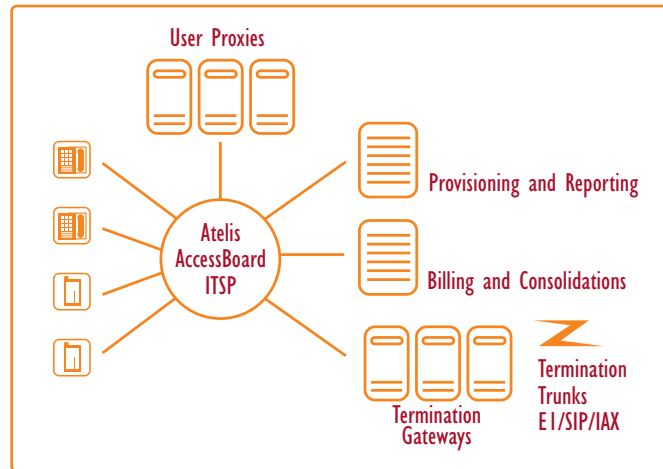 User Proxies
Provisioning and Reporting
Atelis
AccessBoard
ITSP
Billing and Consolidations
Termination
Gateways
Termination
Trunks
E1/SIP/IAX